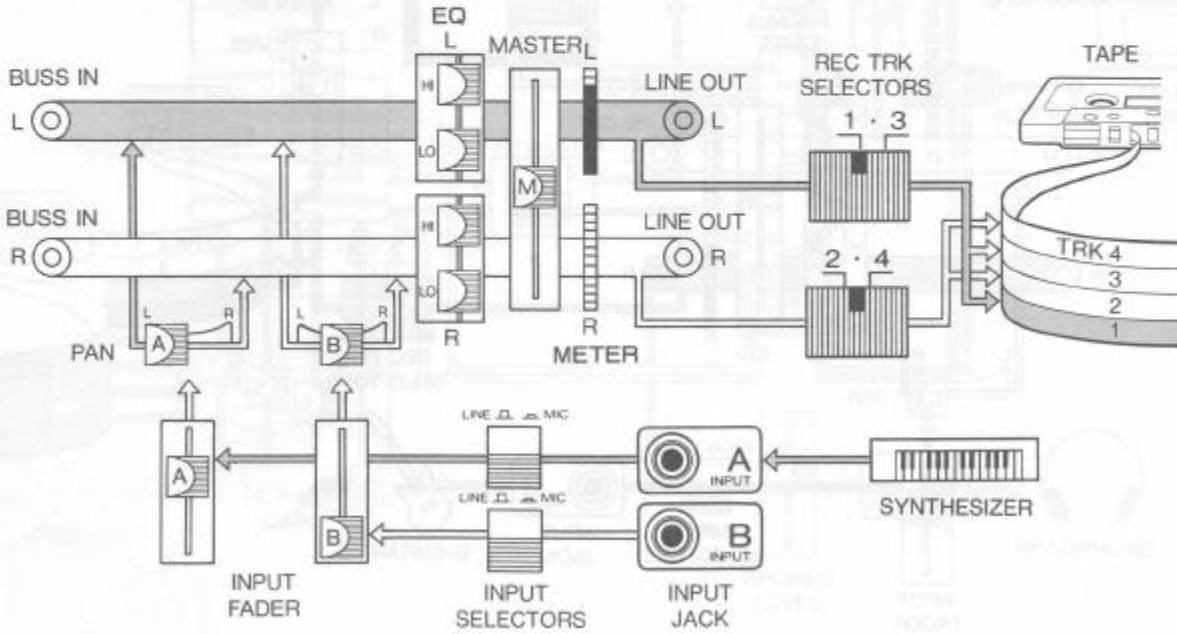 EQ
L
MASTER L
TAPE
BUSS IN
HI
LINE OUT
REC TRK
SELECTORS
L
L
1 · 3
LO
M
BUSS IN
HI
LINE OUT
R
R
2 · 4
TRK 4
3
LO
2
L
R
L
R
1
PAN
A
B
R
R
METER
LINE
MIC
A
A
INPUT
LINE
MIC
SYNTHESIZER
B
B
INPUT
INPUT
FADER
INPUT
SELECTORS
INPUT
JACK